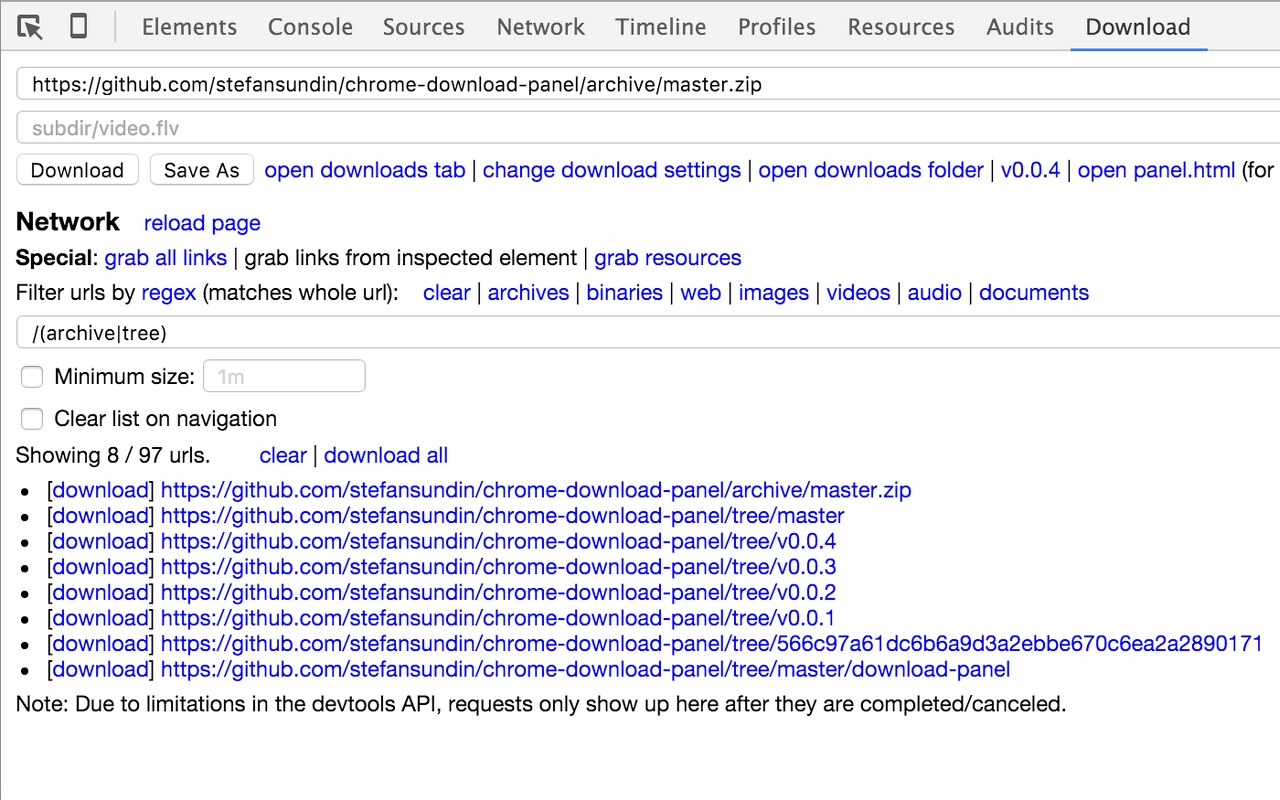 Elements Console Sources Network Timeline Profiles Resources Audits Download
https://github.com/stefansundin/chrome-download-panel/archive/master.zip
subdir/video.flv
Download Save As open downloads tab | change download settings | open downloads folder | v0.0.4 | open panel.html (for
Network reload page
Special: grab all links | grab links from inspected element | grab resources
Filter urls by regex (matches whole url): clear | archives | binaries | web | images | videos | audio | documents
/(archive|tree)
Minimum size: 1m
Clear list on navigation
Showing 8 / 97 urls. clear | download all
• [download] https://github.com/stefansundin/chrome-download-panel/archive/master.zip
• [download] https://github.com/stefansundin/chrome-download-panel/tree/master
• [download] https://github.com/stefansundin/chrome-download-panel/tree/v0.0.4
• [download] https://github.com/stefansundin/chrome-download-panel/tree/v0.0.3
• [download] https://github.com/stefansundin/chrome-download-panel/tree/v0.0.2
• [download] https://github.com/stefansundin/chrome-download-panel/tree/v0.0.1
• [download] https://github.com/stefansundin/chrome-download-panel/tree/566c97a61dc6b6a9d3a2ebbe670c6ea2a2890171
• [download] https://github.com/stefansundin/chrome-download-panel/tree/master/download-panel
Note: Due to limitations in the devtools API, requests only show up here after they are completed/canceled.